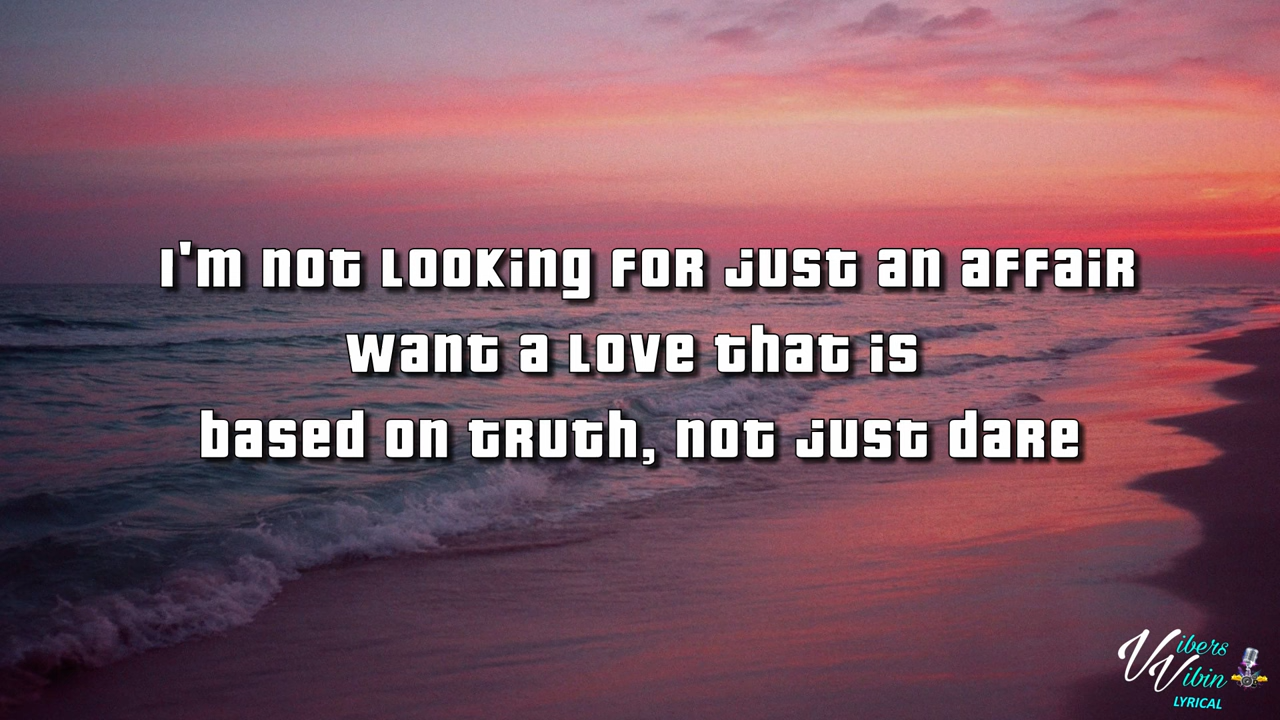 I'm not looking for just an affair
want a love that is
based on truth, not just dare
Vibers
Vibin
LYRICAL